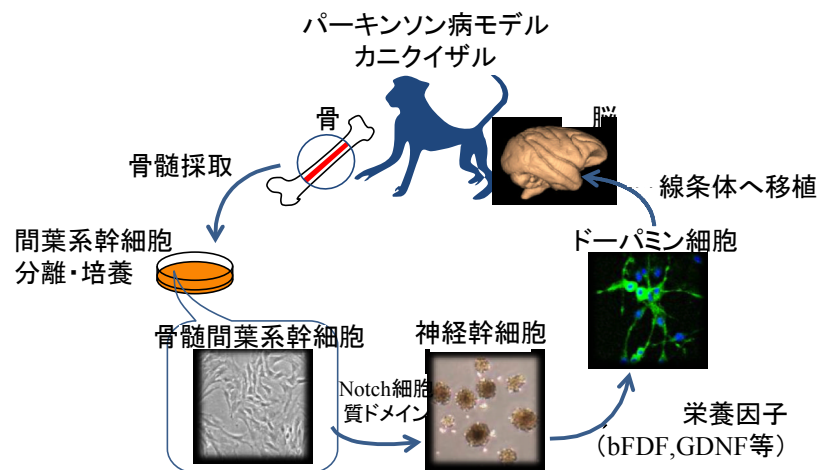 パーキンソン病モデル
カニクイザル
骨
脳
骨髄採取
線条体へ移植
間葉系幹細胞
分離・培養
ドーパミン細胞
骨髄間葉系幹細胞
神経幹細胞
Notch細胞
質ドメイン
栄養因子
（bFDF,GDNF等）